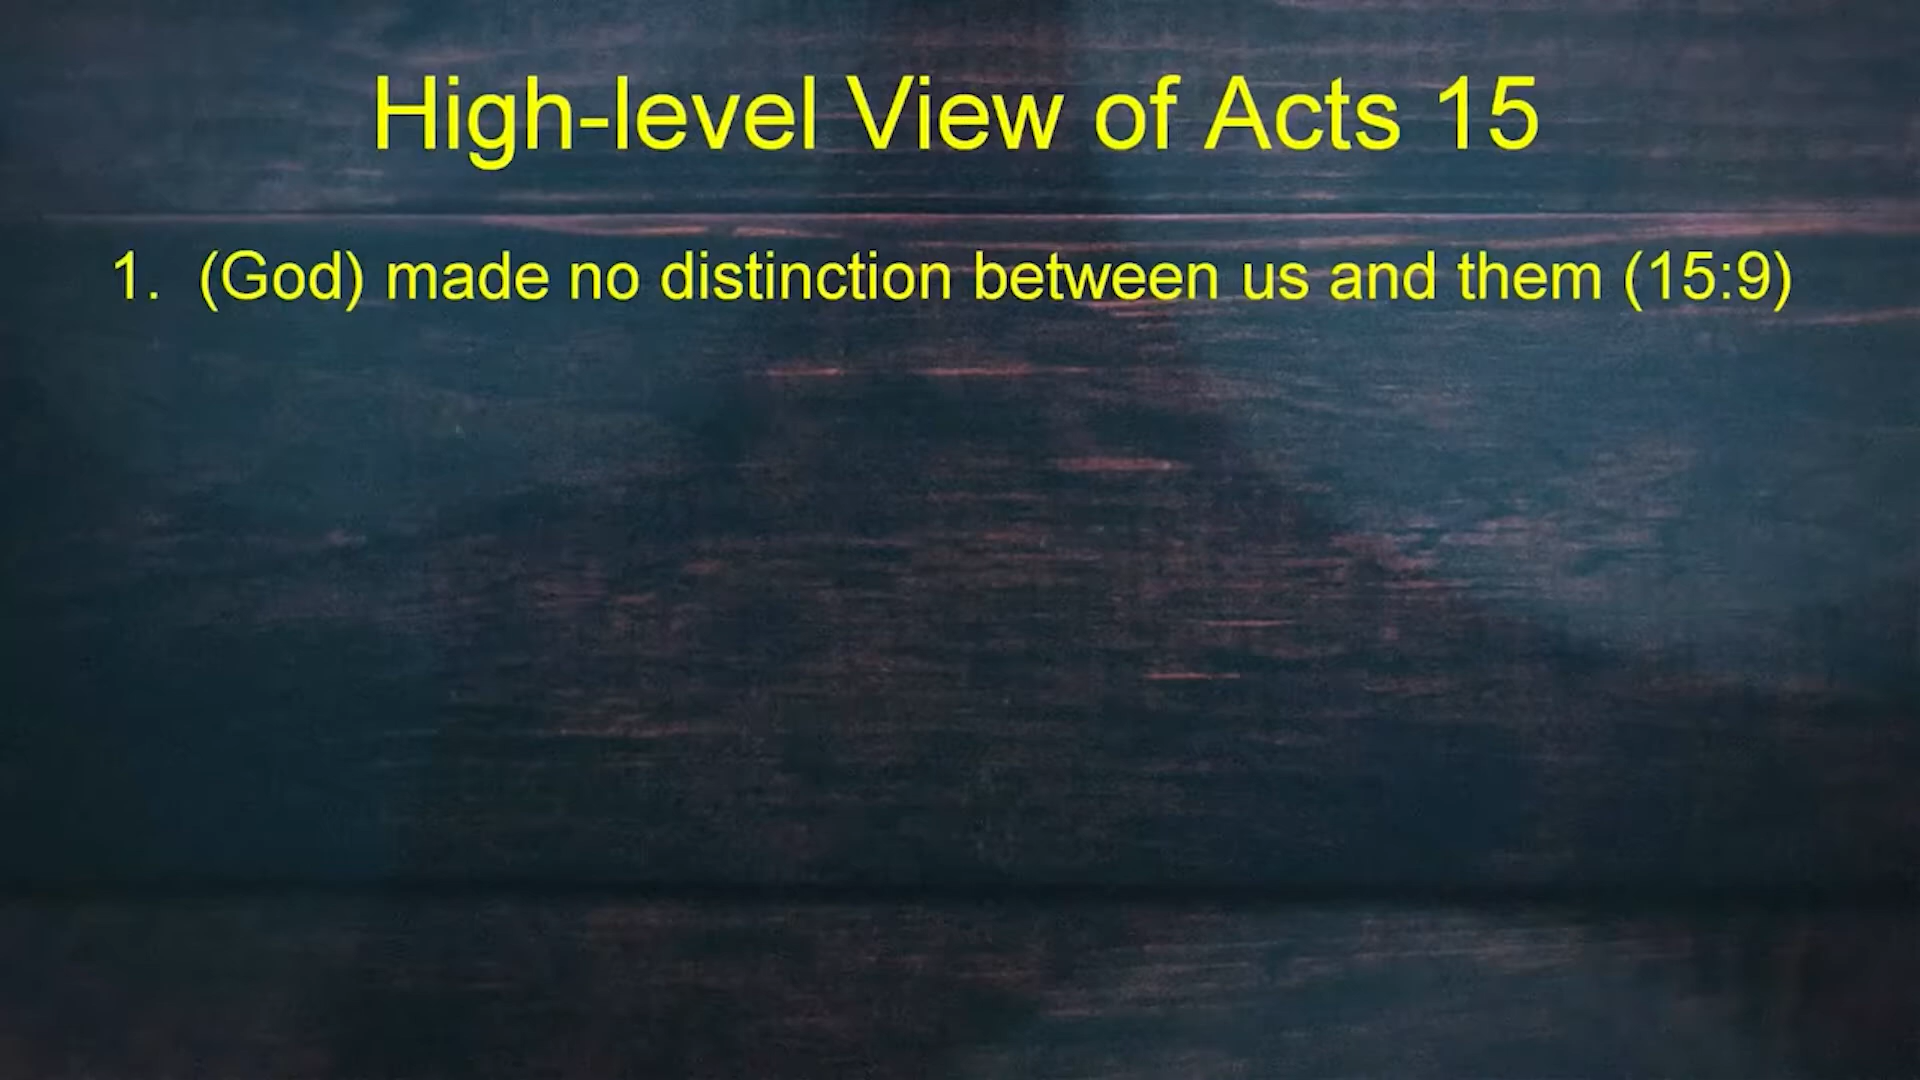 High-level View of Acts 15
1. (God) made no distinction between us and them (15:9)